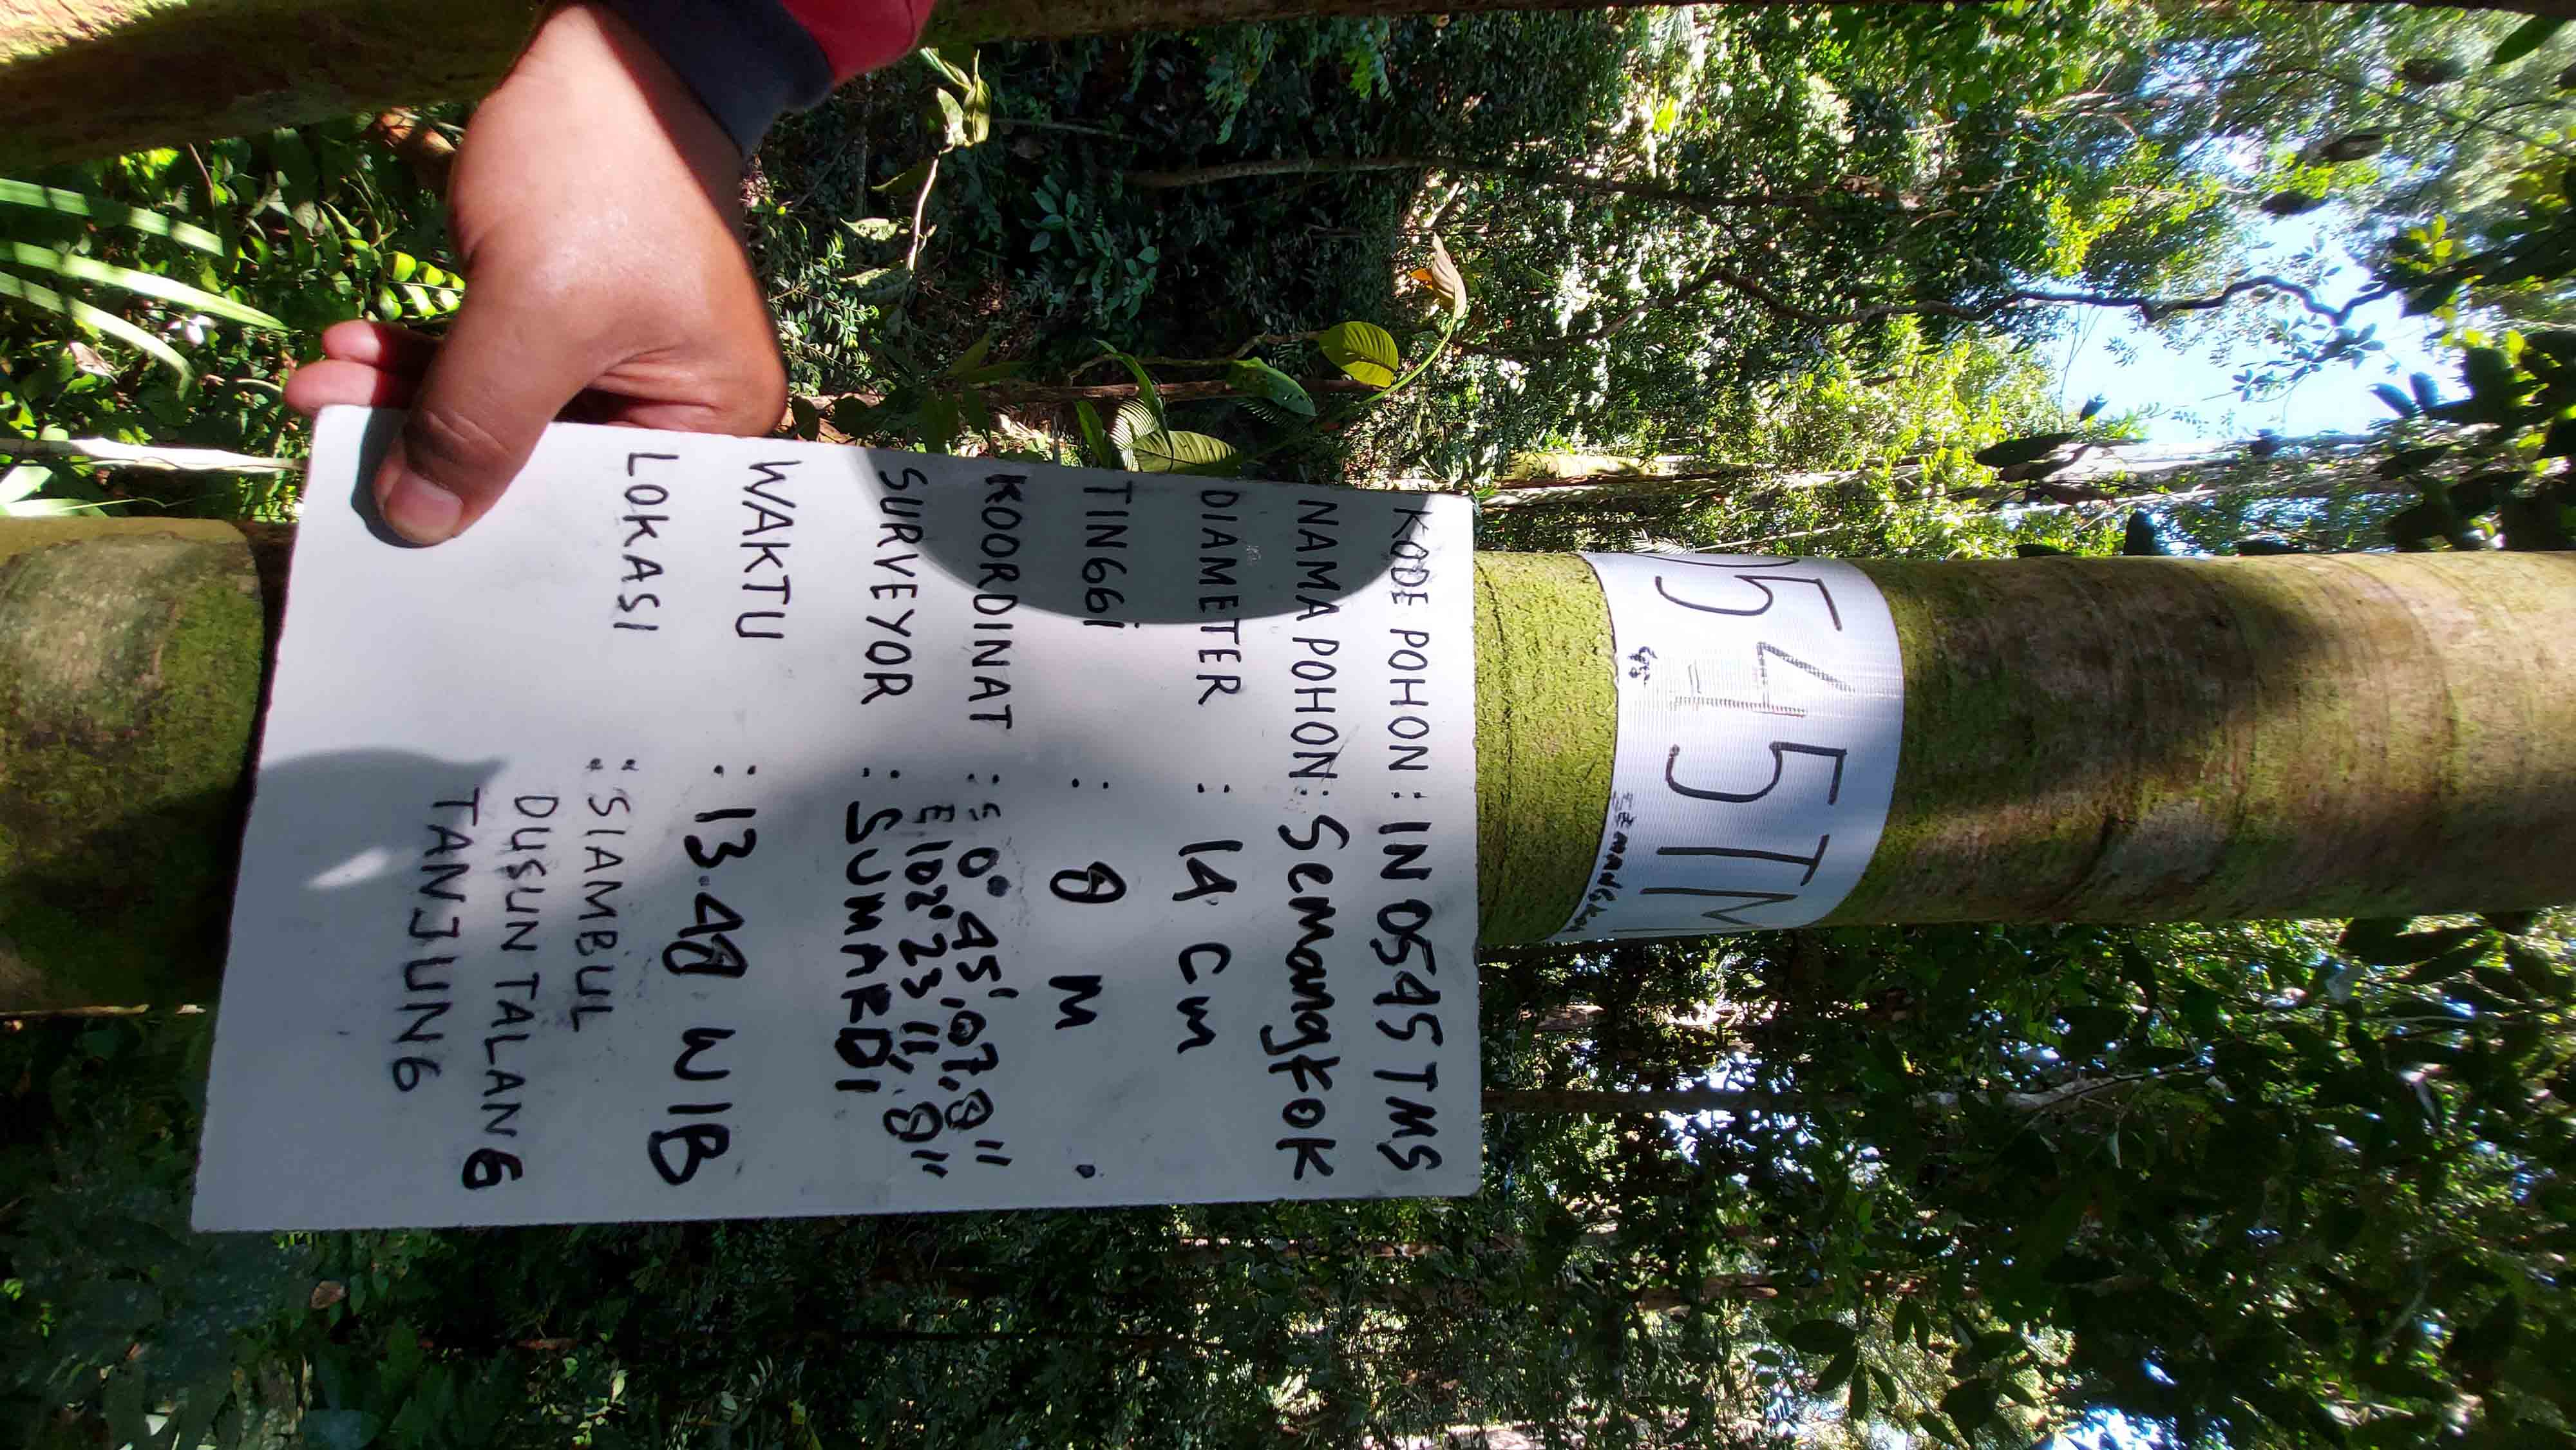 0545TM
SEMANGKOK
KODE POHON : IN 0545 TMS
NAMA POHON : SEMANGKOK
DIAMETER : 14 CM
TINGGI : 8 M
KOORDINAT : S 0° 45' 07,8"
E 102° 23' 11,8"
SURVEYOR : SUMARDI
WAKTU : 13.48 WIB
LOKASI : SIAMBUL
DUSUN TALANG
TANJUNG